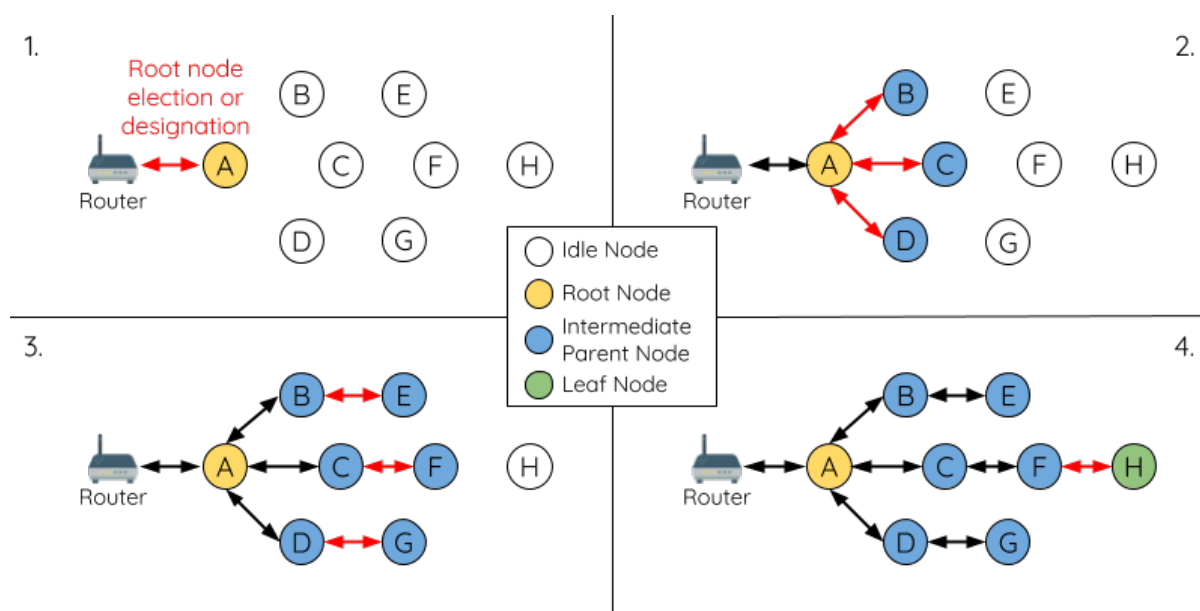 1.
Root node
election or
designation
Router
A
B
E
C
F
H
D
G
2.
Router
A
B
E
C
F
H
D
G
Idle Node
Root Node
Intermediate
Parent Node
Leaf Node
3.
Router
A
B
E
C
F
H
D
G
4.
Router
A
B
E
C
F
H
D
G